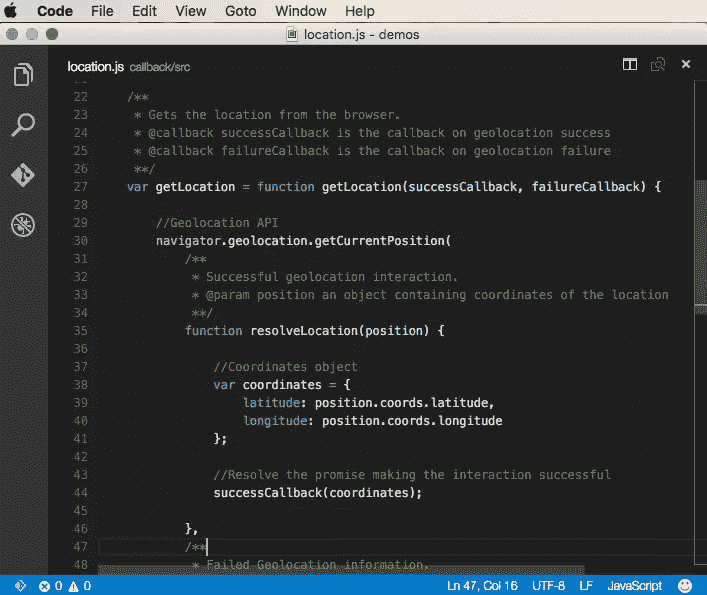 Code File Edit View Goto Window Help
location.js - demos
location.js callback/src
22 /**
23 * Gets the location from the browser.
24 * @callback successCallback is the callback on geolocation success
25 * @callback failureCallback is the callback on geolocation failure
26 **/
27 var getLocation = function getLocation(successCallback, failureCallback) {
28
29 //Geolocation API
30 navigator.geolocation.getCurrentPosition(
31 /**
32 * Successful geolocation interaction.
33 * @param position an object containing coordinates of the location
34 **/
35 function resolveLocation(position) {
36
37 //Coordinates object
38 var coordinates = {
39 latitude: position.coords.latitude,
40 longitude: position.coords.longitude
41 };
42
43 //Resolve the promise making the interaction successful
44 successCallback(coordinates);
45
46 },
47 /**
48 * Failed Geolocation information.
0 0 Ln 47, Col 16 UTF-8 LF JavaScript